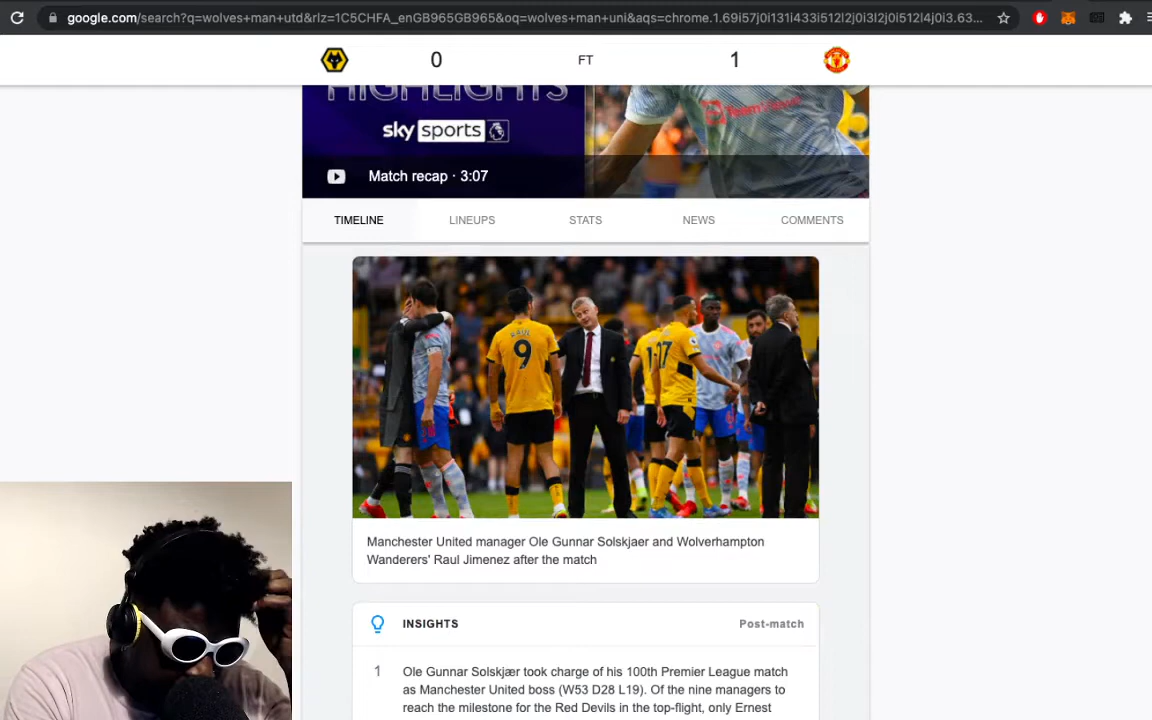 google.com/search?q=wolves+man+utd&rlz=1C5CHFA_enGB965GB965&oq=wolves+man+uni&aqs=chrome.1.69i57j0i131i433i512l2j0i3l2j0i512l4j0i3.63...
0 FT 1
HIGHLIGHTS
sky sports
TeamViewer
Match recap · 3:07
TIMELINE LINEUPS STATS NEWS COMMENTS
RAUL
9
Manchester United manager Ole Gunnar Solskjaer and Wolverhampton
Wanderers' Raul Jimenez after the match
INSIGHTS Post-match
1 Ole Gunnar Solskjær took charge of his 100th Premier League match
as Manchester United boss (W53 D28 L19). Of the nine managers to
reach the milestone for the Red Devils in the top-flight, only Ernest